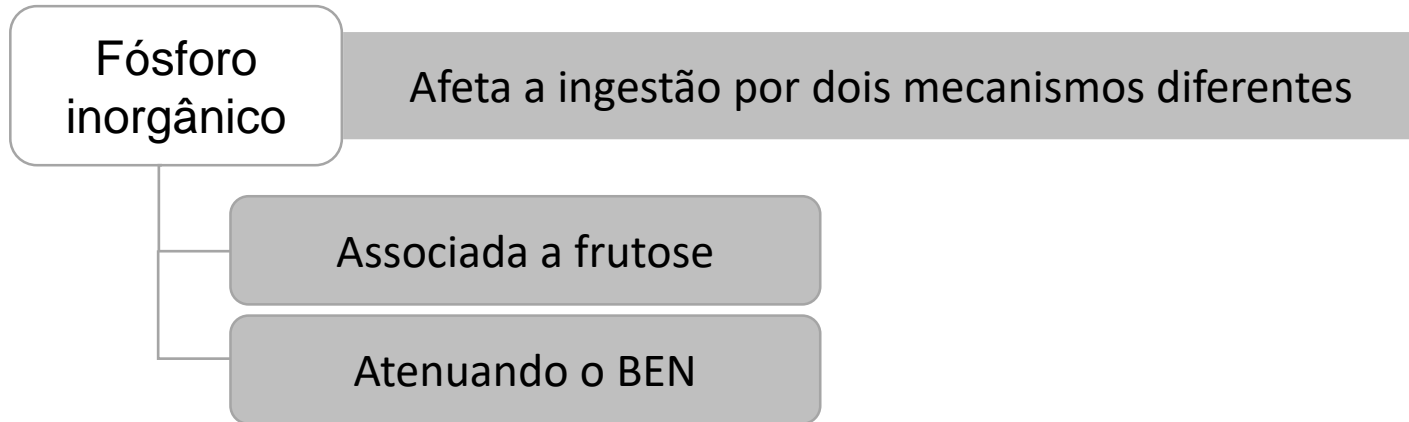 Fósforo
inorgânico
Afeta a ingestão por dois mecanismos diferentes
Associada a frutose
Atenuando o BEN